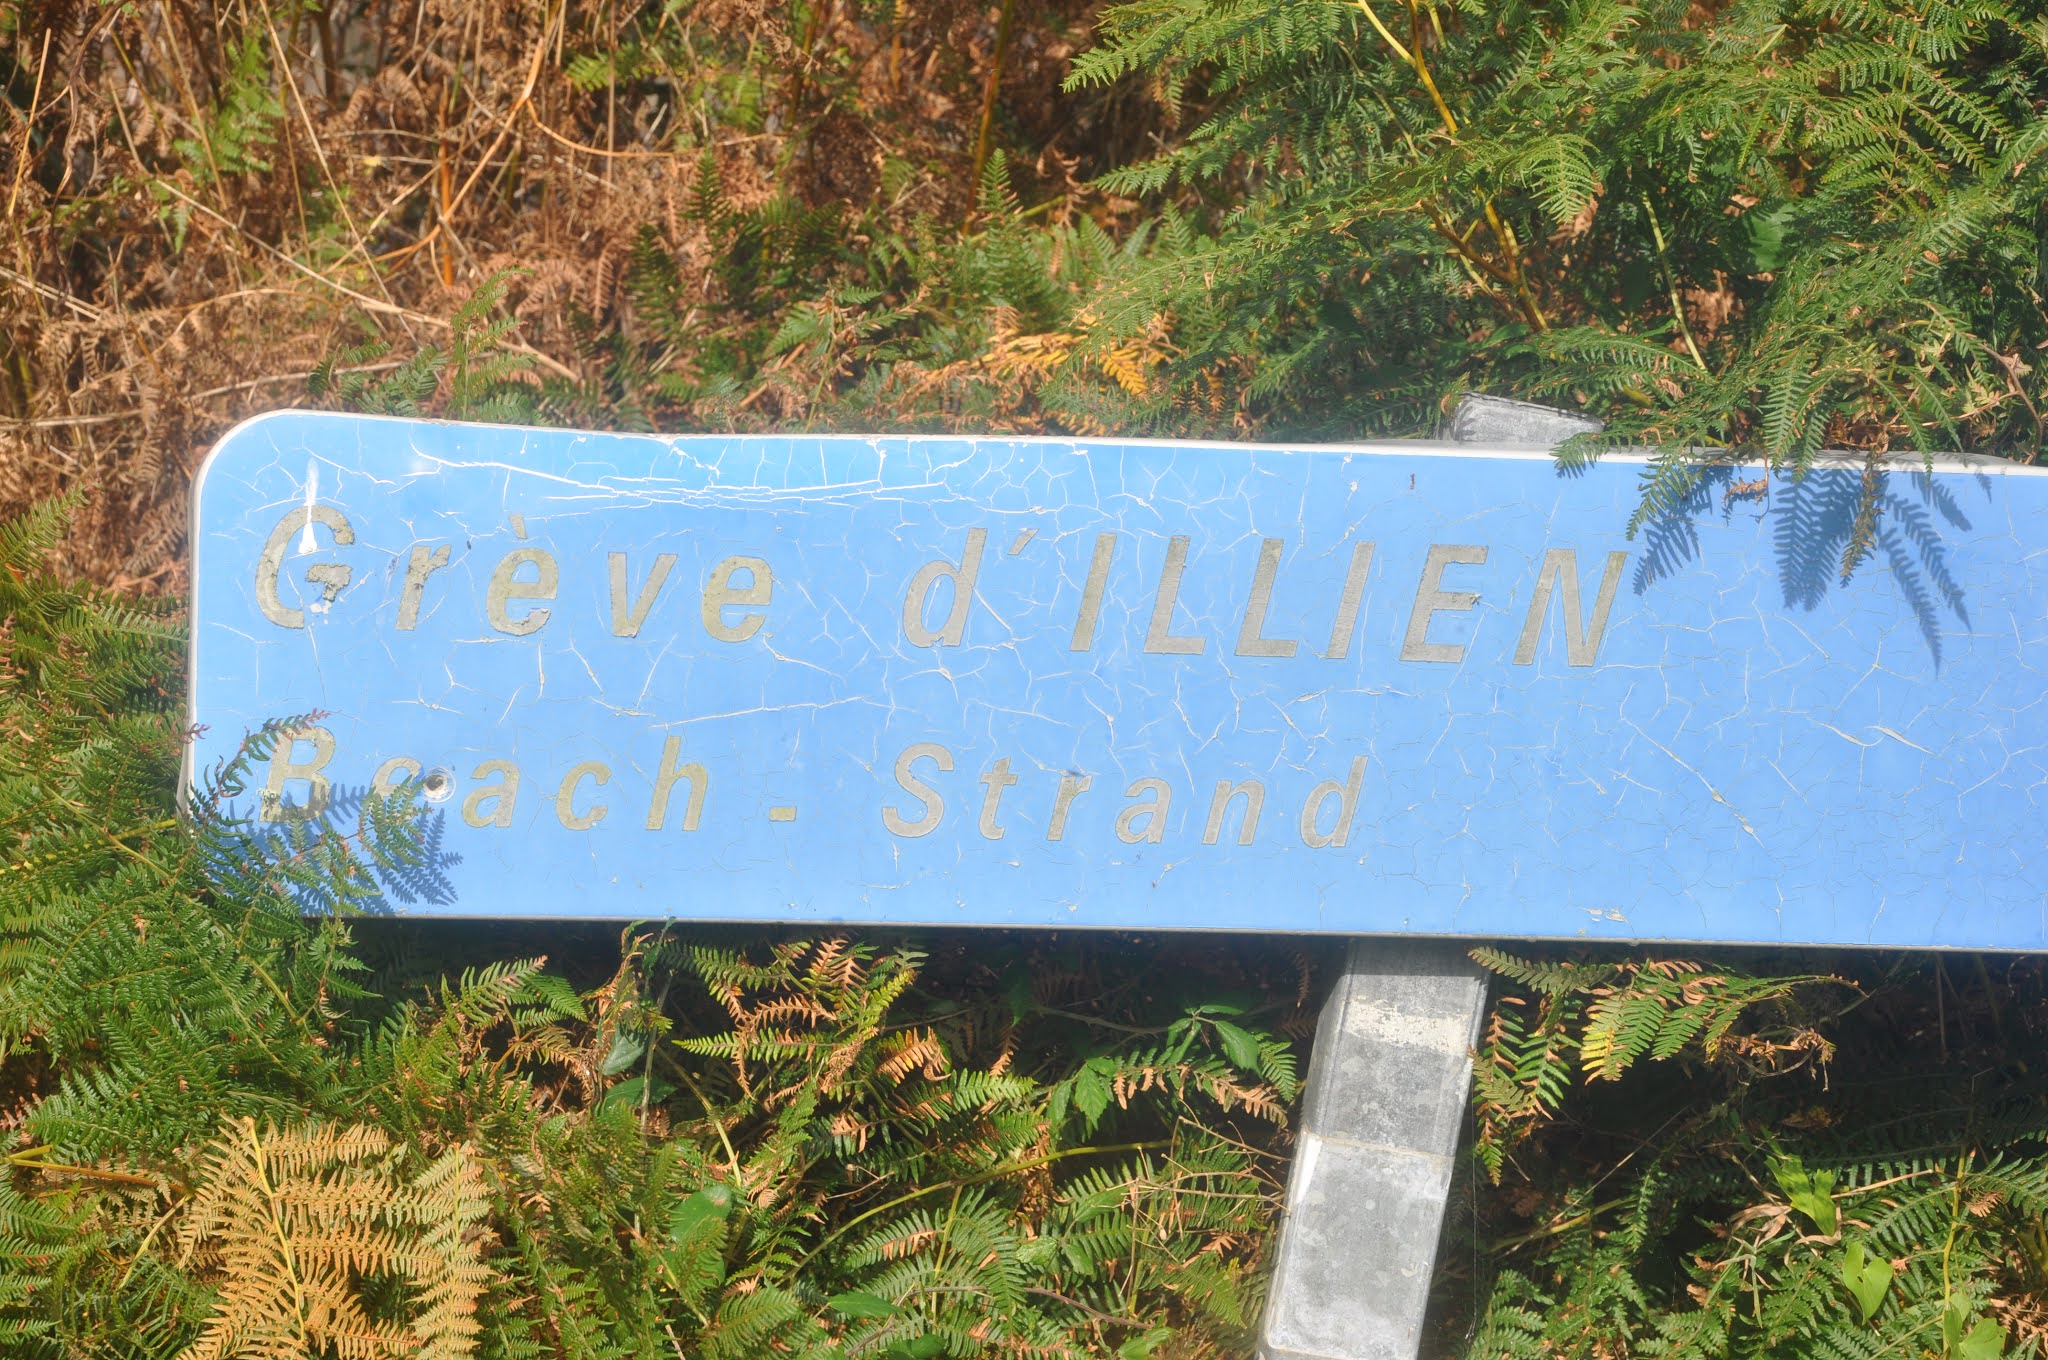 Grève d'ILLIEN
Beach - Strand